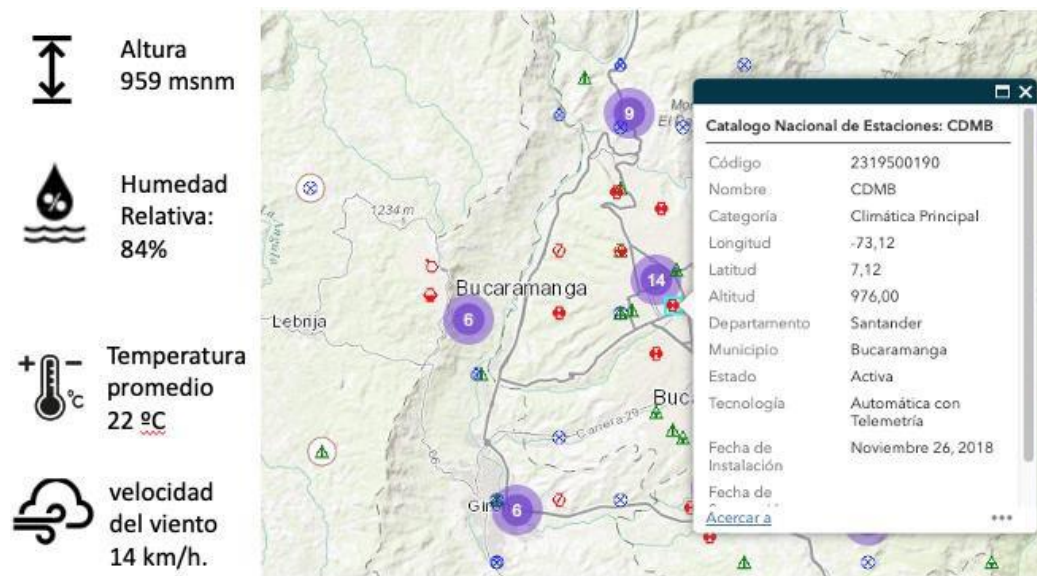 Altura
959 msnm
Humedad
Relativa:
84%
Temperatura
promedio
22 ºC
velocidad
del viento
14 km/h.
9
1234 m
14
Bucaramanga
6
Lebrija
Buc
Carrera 29
66
6
Catalogo Nacional de Estaciones: CDMB
Código 2319500190
Nombre CDMB
Categoría Climática Principal
Longitud -73,12
Latitud 7,12
Altitud 976,00
Departamento Santander
Municipio Bucaramanga
Estado Activa
Tecnología Automática con
Telemetría
Fecha de Noviembre 26, 2018
Instalación
Fecha de
Acercar a